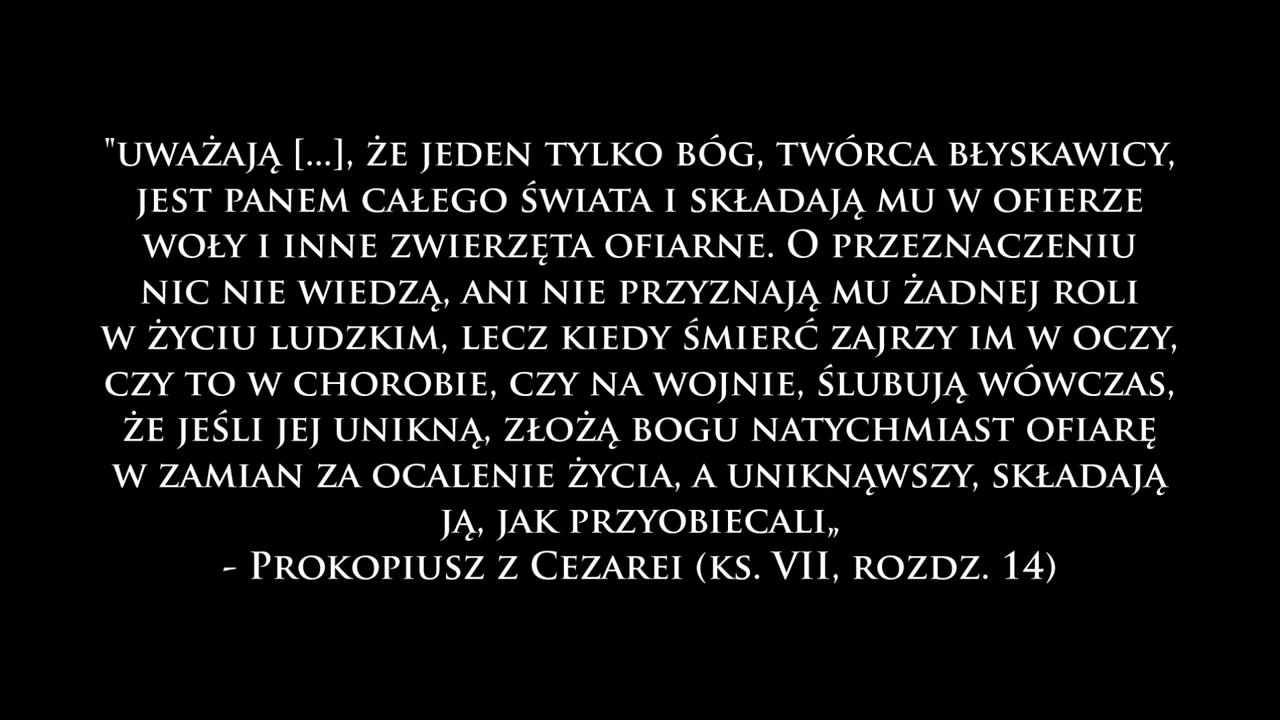 "UWAŻAJĄ [...], ŻE JEDEN TYLKO BÓG, TWÓRCA BŁYSKAWICY,
JEST PANEM CAŁEGO ŚWIATA I SKŁADAJĄ MU W OFIERZE
WOŁY I INNE ZWIERZĘTA OFIARNE. O PRZEZNACZENIU
NIC NIE WIEDZĄ, ANI NIE PRZYZNAJĄ MU ŻADNEJ ROLI
W ŻYCIU LUDZKIM, LECZ KIEDY ŚMIERĆ ZAJRZY IM W OCZY,
CZY TO W CHOROBIE, CZY NA WOJNIE, ŚLUBUJĄ WÓWCZAS,
ŻE JEŚLI JEJ UNIKNĄ, ZŁOŻĄ BOGU NATYCHMIAST OFIARĘ
W ZAMIAN ZA OCALENIE ŻYCIA, A UNIKNĄWSZY, SKŁADAJĄ
JĄ, JAK PRZYOBIECALI„
- PROKOPIUSZ Z CEZAREI (KS. VII, ROZDZ. 14)